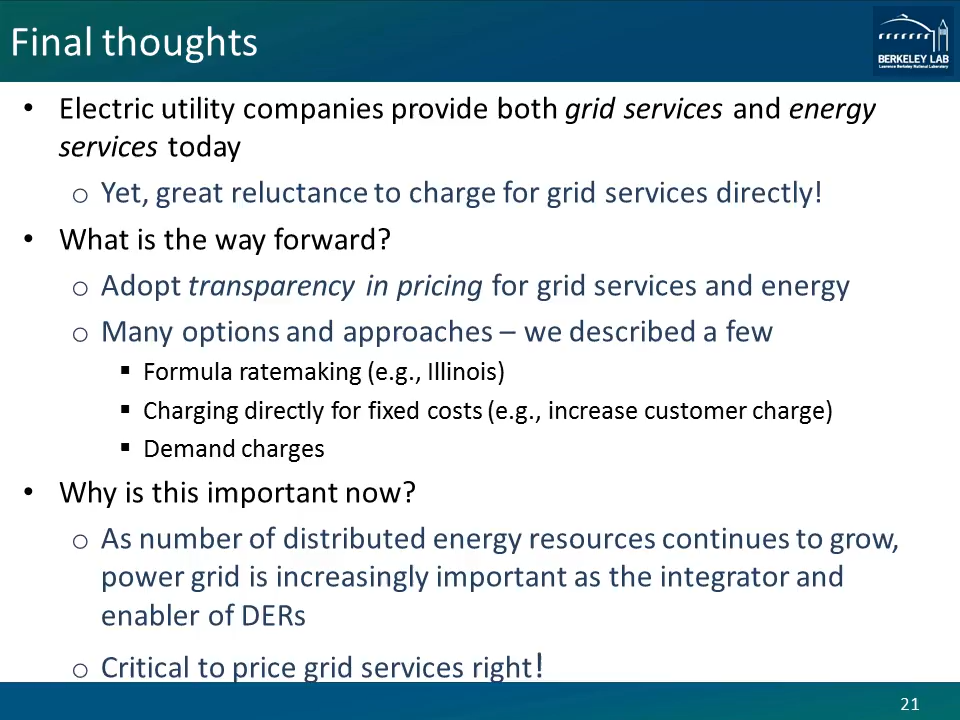 Final thoughts
BERKELEY LAB
Lawrence Berkeley National Laboratory
• Electric utility companies provide both grid services and energy
services today
o Yet, great reluctance to charge for grid services directly!
• What is the way forward?
o Adopt transparency in pricing for grid services and energy
o Many options and approaches – we described a few
▪ Formula ratemaking (e.g., Illinois)
▪ Charging directly for fixed costs (e.g., increase customer charge)
▪ Demand charges
• Why is this important now?
o As number of distributed energy resources continues to grow,
power grid is increasingly important as the integrator and
enabler of DERs
o Critical to price grid services right!
21